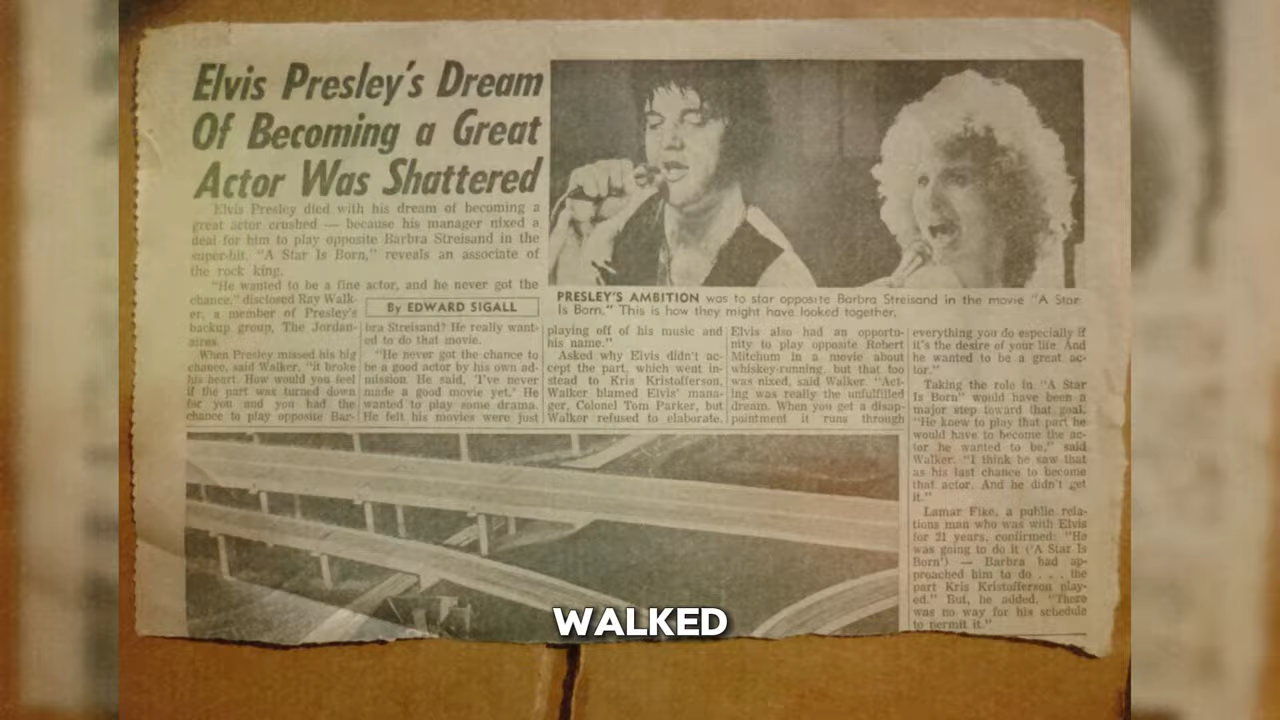 Elvis Presley's Dream
Of Becoming a Great
Actor Was Shattered
Elvis Presley died with his dream of becoming a
great actor crushed — because his manager nixed a
deal for him to play opposite Barbra Streisand in the
super-hit, "A Star Is Born," reveals an associate of
the rock king.
"He wanted to be a fine actor, and he never got the
chance," disclosed Ray Walk-
er, a member of Presley's
backup group, The Jordan-
aires.
When Presley missed his big
chance, said Walker, "it broke
his heart. How would you feel
if the part was turned down
for you and you had the
chance to play opposite Bar-
By EDWARD SIGALL
bra Streisand? He really want-
ed to do that movie.
"He never got the chance to
be a good actor by his own ad-
mission. He said, 'I've never
made a good movie yet.' He
wanted to play some drama.
He felt his movies were just
PRESLEY'S AMBITION was to star opposite Barbra Streisand in the movie "A Star
Is Born." This is how they might have looked together.
playing off of his music and
his name."
Asked why Elvis didn't ac-
cept the part, which went in-
stead to Kris Kristofferson,
Walker blamed Elvis' mana-
ger, Colonel Tom Parker, but
Walker refused to elaborate.
Elvis also had an opportu-
nity to play opposite Robert
Mitchum in a movie about
whiskey-running, but that too
was nixed, said Walker. "Act-
ing was really the unfulfilled
dream. When you get a disap-
pointment it runs through
everything you do especially if
it's the desire of your life. And
he wanted to be a great ac-
tor."
Taking the role in "A Star
Is Born" would have been a
major step toward that goal.
"He knew to play that part he
would have to become the ac-
tor he wanted to be," said
Walker. "I think he saw that
as his last chance to become
that actor. And he didn't get
it."
Lamar Fike, a public rela-
tions man who was with Elvis
for 21 years, confirmed: "He
was going to do it ('A Star Is
Born') — Barbra had ap-
proached him to do . . . the
part Kris Kristofferson play-
ed." But, he added, "There
was no way for his schedule
to permit it."
WALKED